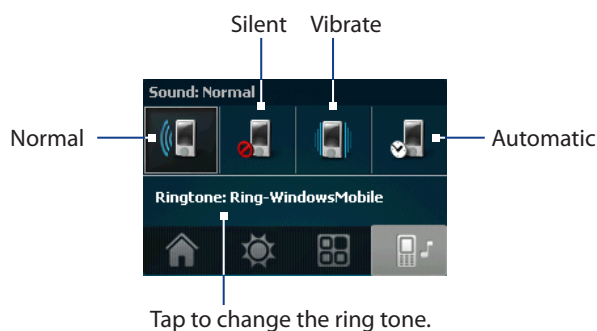 Silent Vibrate
Sound: Normal
Normal
Automatic
Ringtone: Ring-WindowsMobile
Tap to change the ring tone.